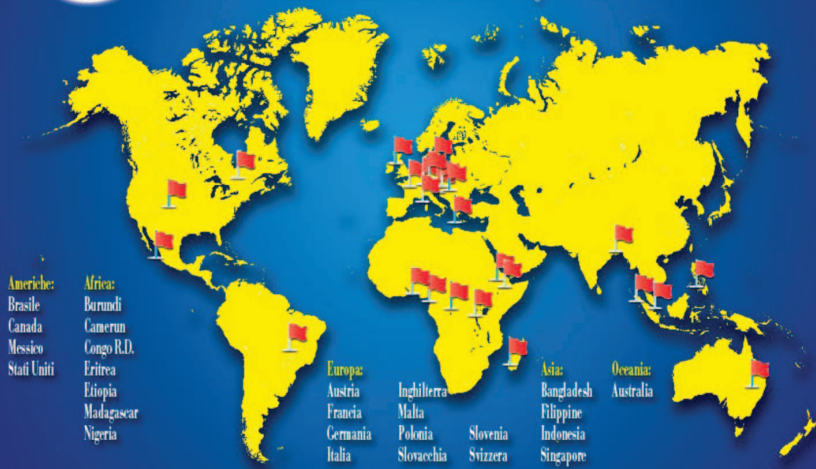 Americhe:
Brasile
Canada
Messico
Stati Uniti
Africa:
Burundi
Camerun
Congo R.D.
Eritrea
Etiopia
Madagascar
Nigeria
Europa:
Austria
Francia
Germania
Italia
Inghilterra
Malta
Polonia
Slovacchia
Slovenia
Svizzera
Asia:
Bangladesh
Filippine
Indonesia
Singapore
Oceania:
Australia